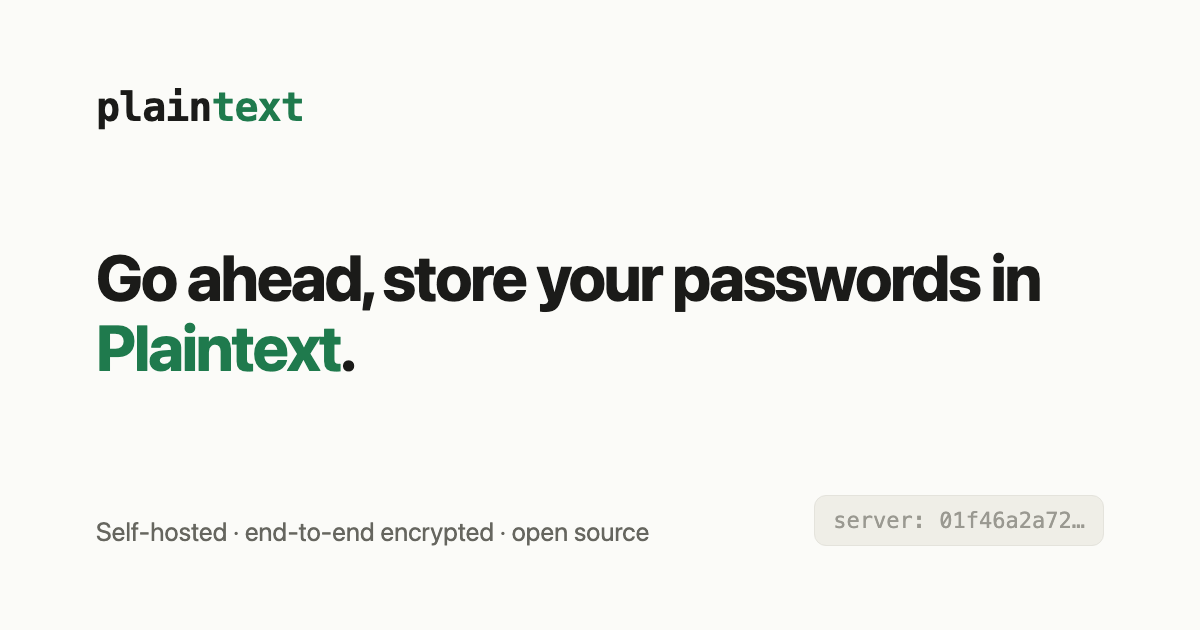 plaintext
Go ahead, store your passwords in
Plaintext.
Self-hosted · end-to-end encrypted · open source
server: 01f46a2a72…